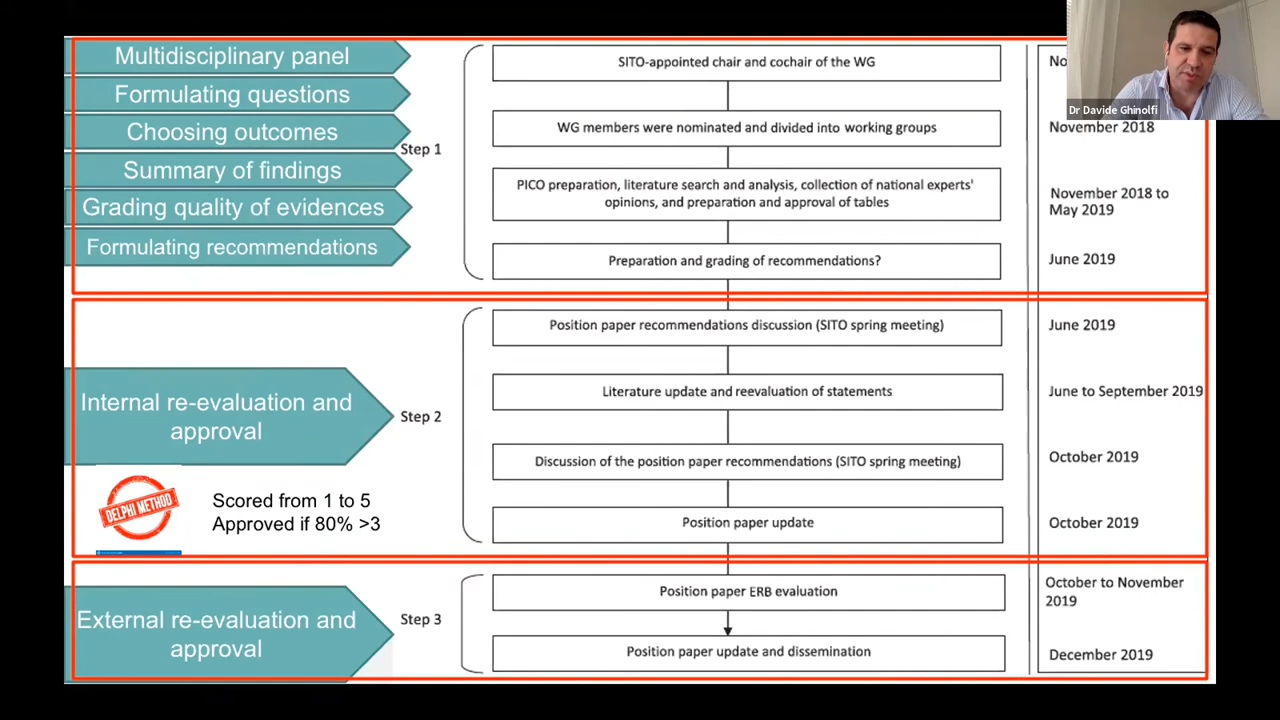 Multidisciplinary panel
Formulating questions
Choosing outcomes
Summary of findings
Grading quality of evidences
Formulating recommendations
Step 1
SITO-appointed chair and cochair of the WG
No
Dr Davide Ghinolfi
WG members were nominated and divided into working groups
November 2018
PICO preparation, literature search and analysis, collection of national experts'
opinions, and preparation and approval of tables
November 2018 to
May 2019
Preparation and grading of recommendations?
June 2019
Internal re-evaluation and
approval
DELPHI METHOD
Scored from 1 to 5
Approved if 80% >3
Step 2
Position paper recommendations discussion (SITO spring meeting)
June 2019
Literature update and reevaluation of statements
June to September 2019
Discussion of the position paper recommendations (SITO spring meeting)
October 2019
Position paper update
October 2019
External re-evaluation and
approval
Step 3
Position paper ERB evaluation
October to November
2019
Position paper update and dissemination
December 2019